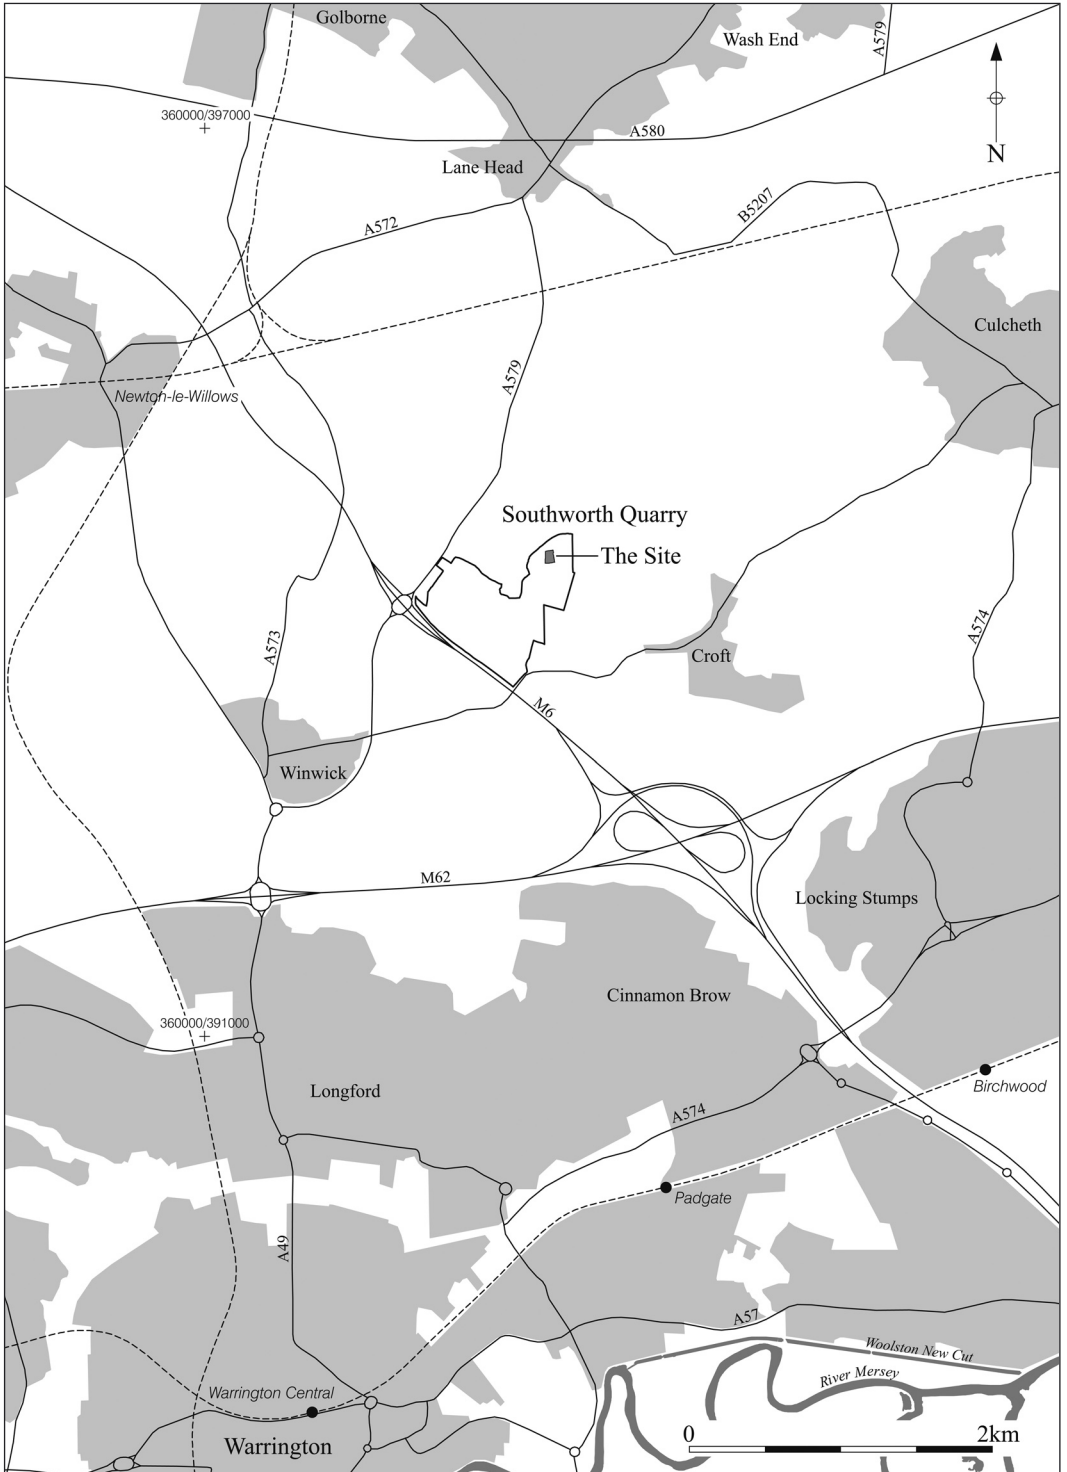 Golborne
Wash End
A579
360000/397000
A580
N
Lane Head
B5207
A572
Culcheth
A579
Newton-le-Willows
Southworth Quarry
The Site
A574
A573
Croft
M6
Winwick
M62
Locking Stumps
Cinnamon Brow
360000/391000
Birchwood
Longford
A574
Padgate
A49
A57
Woolston New Cut
River Mersey
Warrington Central
0
2km
Warrington